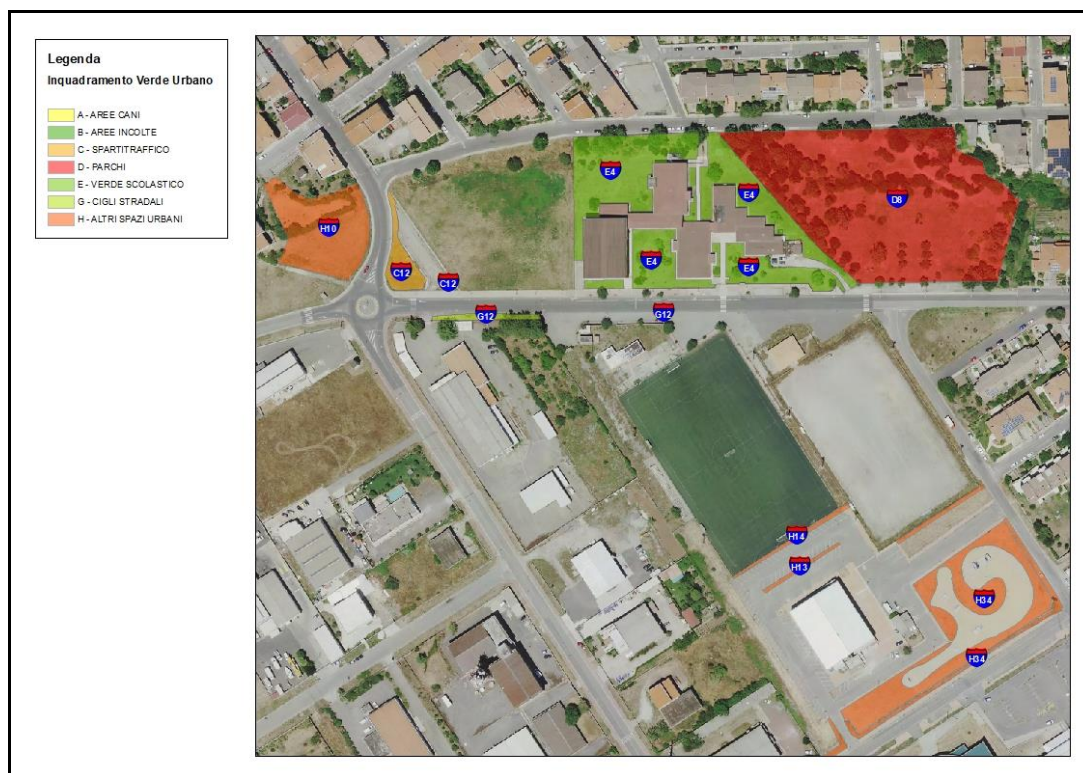 Legenda
Inquadramento Verde Urbano
A - AREE CANI
B - AREE INCOLTE
C - SPARTITRAFFICO
D - PARCHI
E - VERDE SCOLASTICO
G - CIGLI STRADALI
H - ALTRI SPAZI URBANI
E4
E4
D8
H10
E4
E4
C12
C12
G12
G12
H14
H13
H34
H34